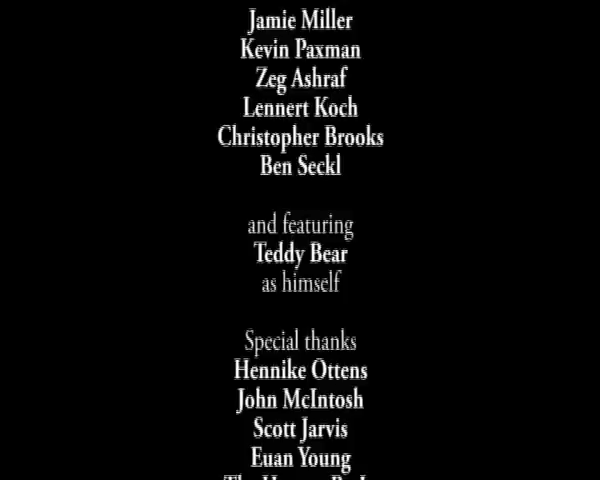 Jamie Miller
Kevin Paxman
Zeg Ashraf
Lennert Koch
Christopher Brooks
Ben Seckl
and featuring
Teddy Bear
as himself
Special thanks
Hennike Ottens
John McIntosh
Scott Jarvis
Euan Young